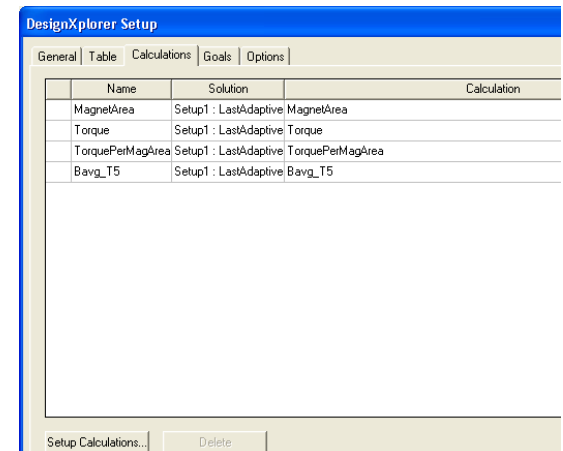 DesignXplorer Setup
General Table Calculations Goals Options
Name Solution Calculation
MagnetArea Setup1 : LastAdaptive MagnetArea
Torque Setup1 : LastAdaptive Torque
TorquePerMagArea Setup1 : LastAdaptive TorquePerMagArea
Bavg_T5 Setup1 : LastAdaptive Bavg_T5
Setup Calculations... Delete